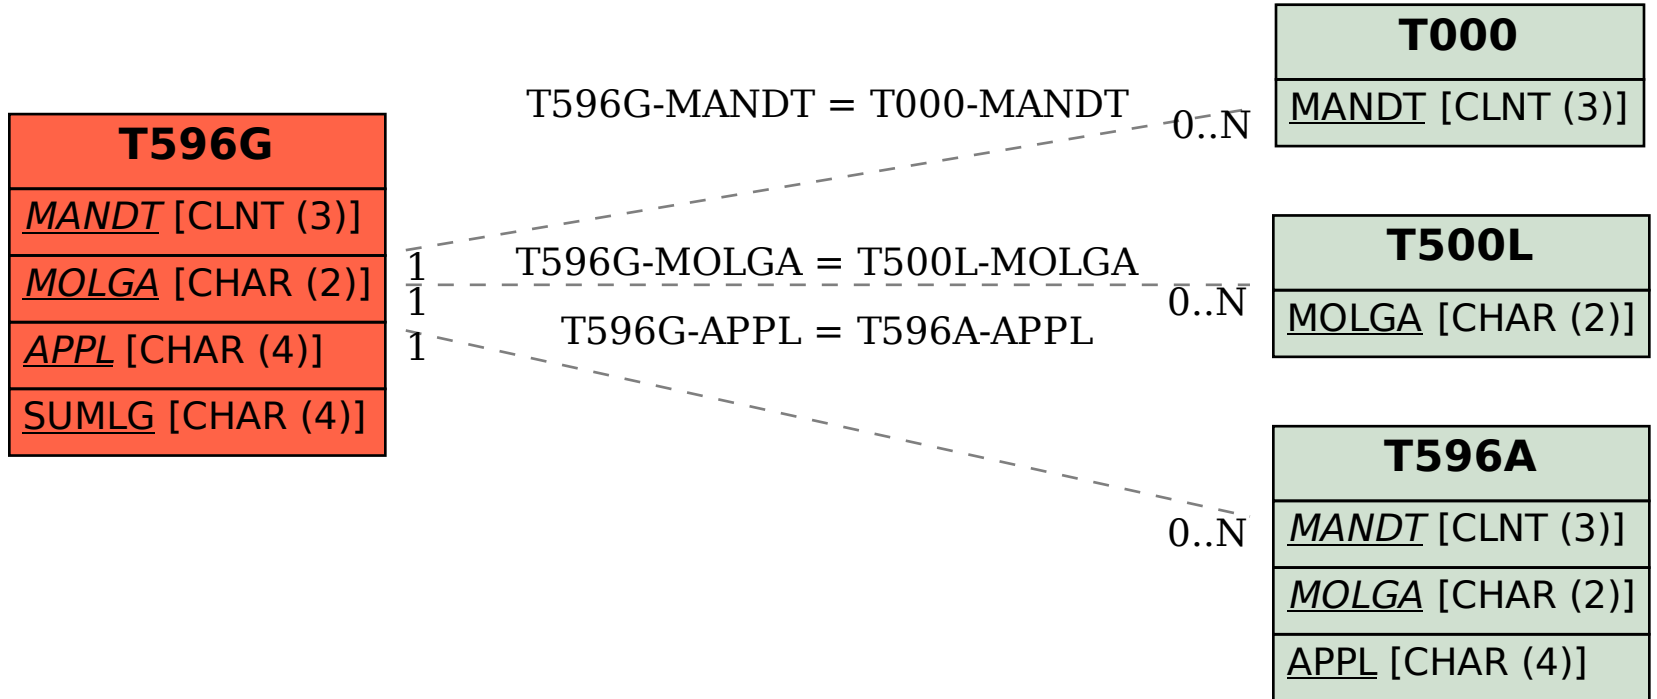 T596G
MANDT [CLNT (3)]
MOLGA [CHAR (2)]
APPL [CHAR (4)]
SUMLG [CHAR (4)]
T596G-MANDT = T000-MANDT
0..N
1
T596G-MOLGA = T500L-MOLGA
1
0..N
T596G-APPL = T596A-APPL
1
0..N
T000
MANDT [CLNT (3)]
T500L
MOLGA [CHAR (2)]
T596A
MANDT [CLNT (3)]
MOLGA [CHAR (2)]
APPL [CHAR (4)]